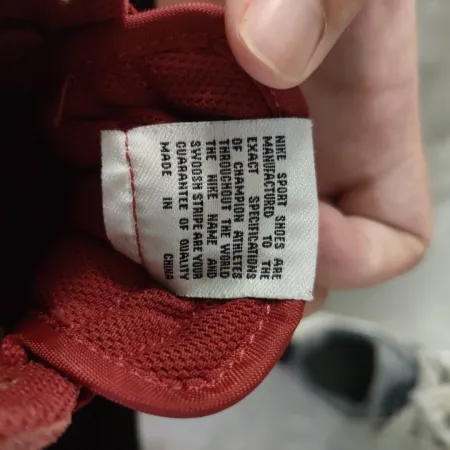 NIKE SPORT SHOES ARE
MANUFACTURED TO THE
EXACT SPECIFICATIONS
OF CHAMPION ATHLETES
THROUGHOUT THE WORLD
THE NIKE NAME AND
SWOOSH STRIPE ARE YOUR
GUARANTEE OF QUALITY
MADE IN CHINA